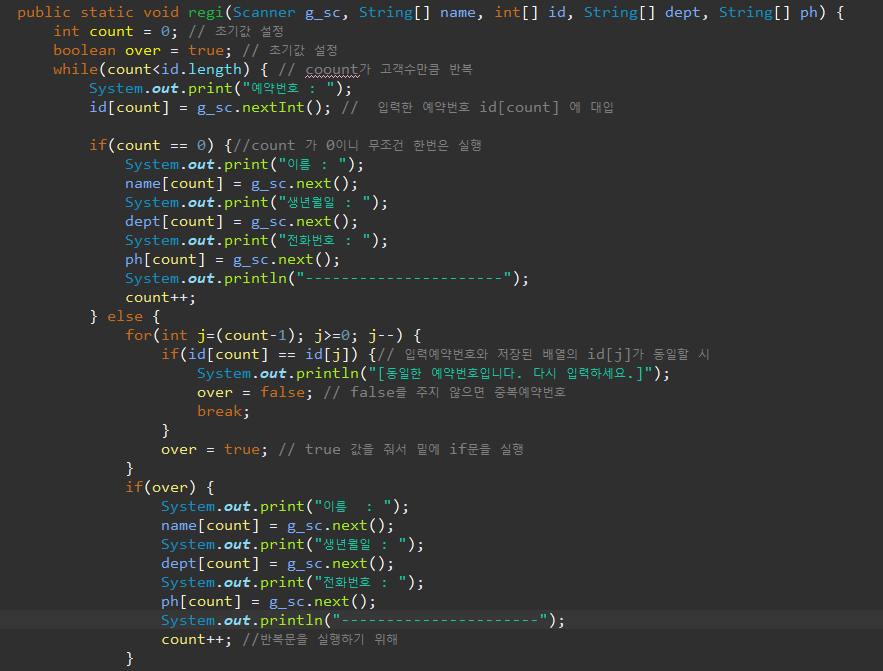 public static void regi(Scanner g_sc, String[] name, int[] id, String[] dept, String[] ph) {
    int count = 0; // 초기값 설정
    boolean over = true; // 초기값 설정
    while(count<id.length) { // coount가 고객수만큼 반복
        System.out.print("예약번호 : ");
        id[count] = g_sc.nextInt(); //  입력한 예약번호 id[count] 에 대입

        if(count == 0) {//count 가 0이니 무조건 한번은 실행
            System.out.print("이름 : ");
            name[count] = g_sc.next();
            System.out.print("생년월일 : ");
            dept[count] = g_sc.next();
            System.out.print("전화번호 : ");
            ph[count] = g_sc.next();
            System.out.println("----------------------");
            count++;
        } else {
            for(int j=(count-1); j>=0; j--) {
                if(id[count] == id[j]) {// 입력예약번호와 저장된 배열의 id[j]가 동일할 시
                    System.out.println("[동일한 예약번호입니다. 다시 입력하세요.]");
                    over = false; // false를 주지 않으면 중복예약번호
                    break;
                }
                over = true; // true 값을 줘서 밑에 if문을 실행
            }
            if(over) {
                System.out.print("이름  : ");
                name[count] = g_sc.next();
                System.out.print("생년월일 : ");
                dept[count] = g_sc.next();
                System.out.print("전화번호 : ");
                ph[count] = g_sc.next();
                System.out.println("----------------------");
                count++; //반복문을 실행하기 위해
            }